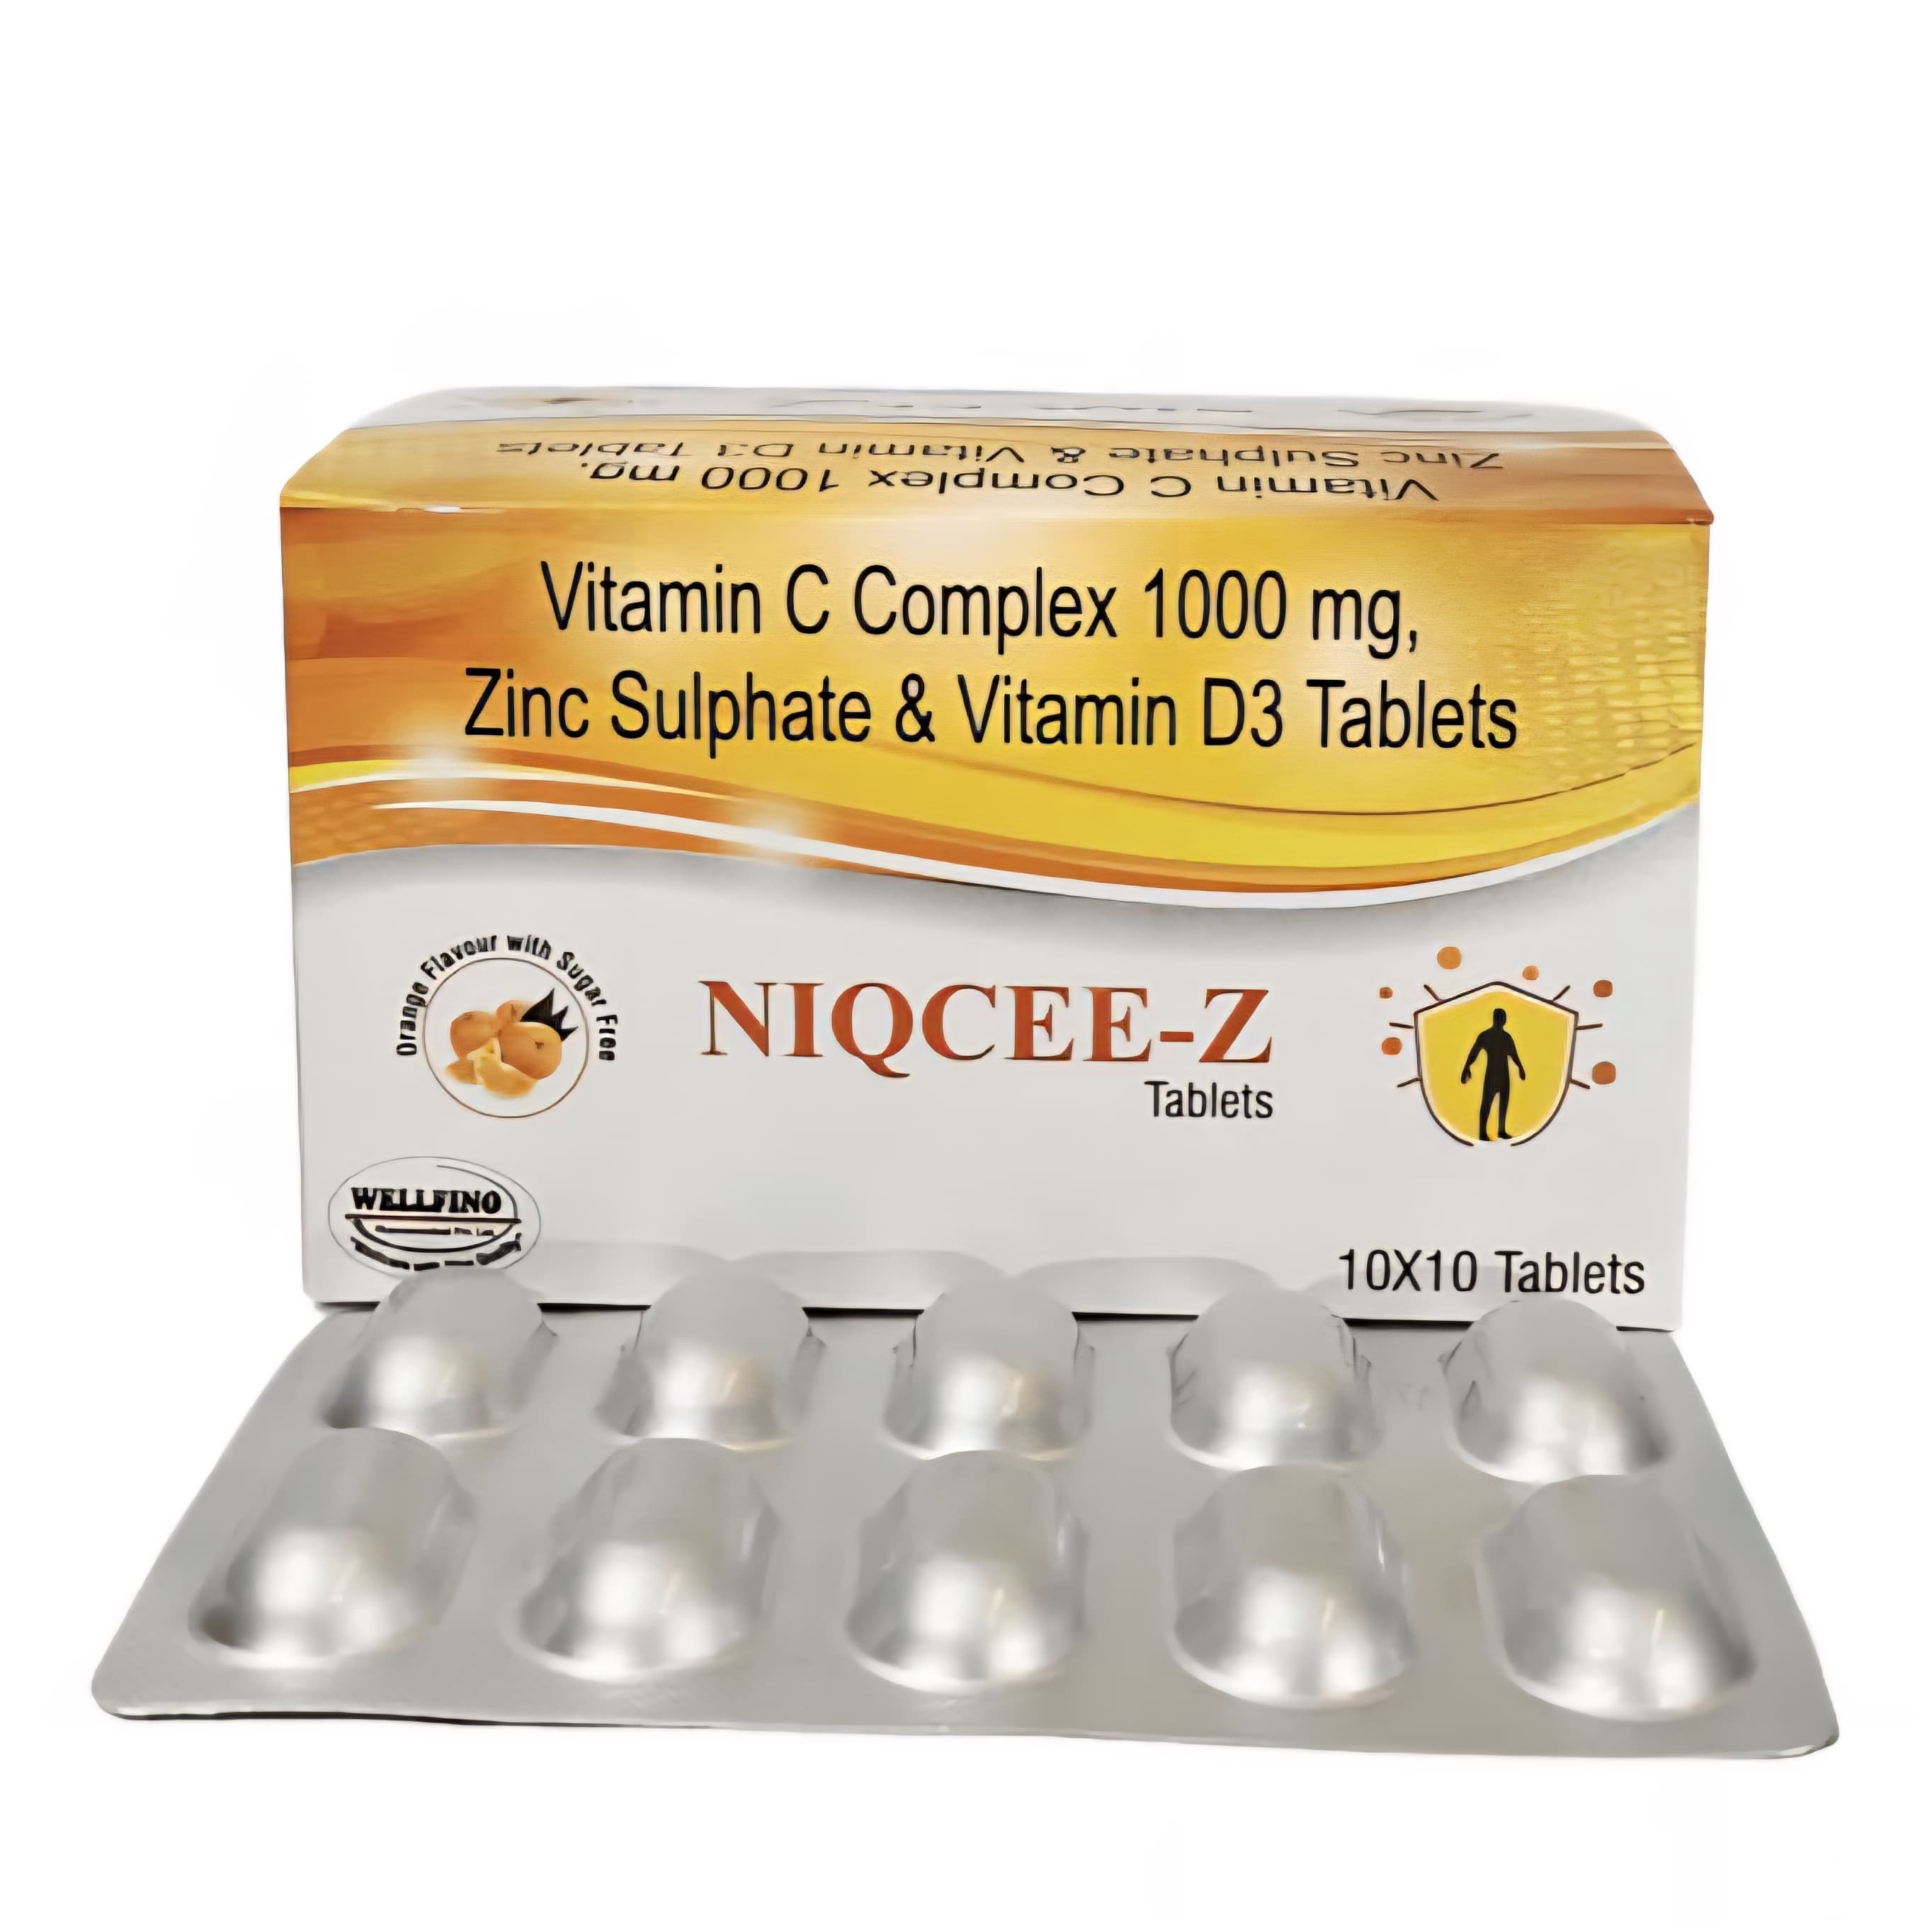 Vitamin C Complex 1000 mg.
Zinc Sulphate & Vitamin D3 Tablets
Vitamin C Complex 1000 mg,
Zinc Sulphate & Vitamin D3 Tablets
Orange Flavour with Sugar Free
NIQCEE-Z
Tablets
WELLFINO
10X10 Tablets